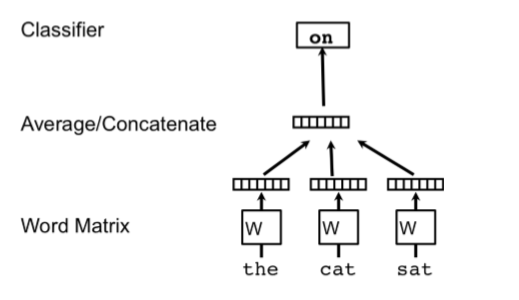 Classifier
on
Average/Concatenate
Word Matrix
W W W
the cat sat